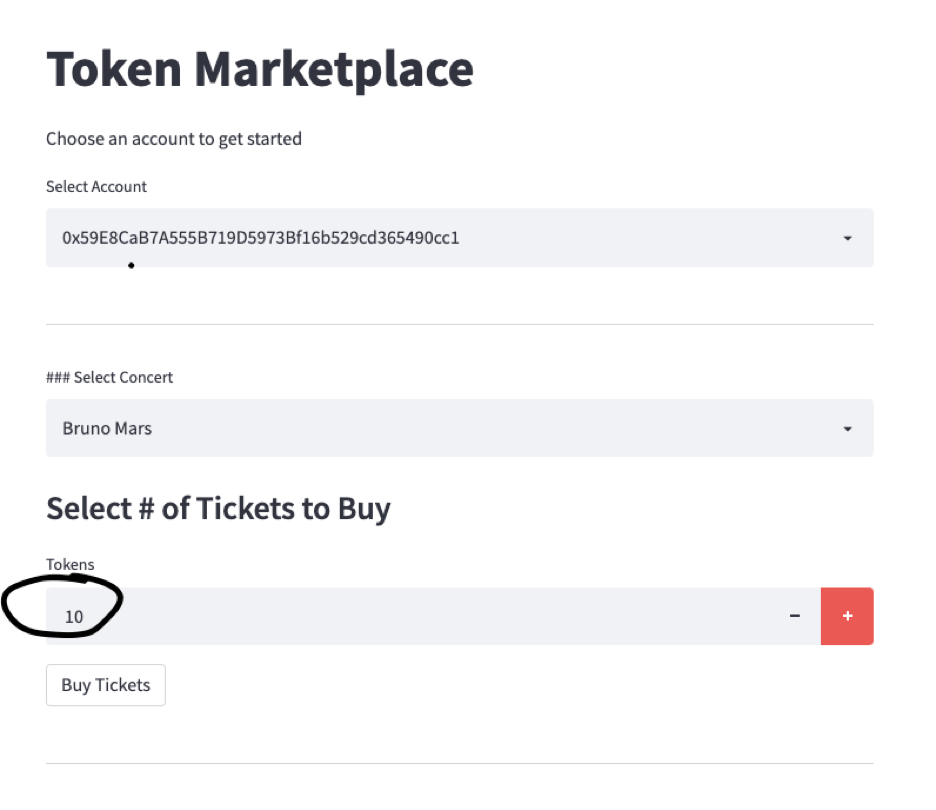 Token Marketplace
Choose an account to get started
Select Account
0x59E8CaB7A555B719D5973Bf16b529cd365490cc1
### Select Concert
Bruno Mars
Select # of Tickets to Buy
Tokens
10
Buy Tickets